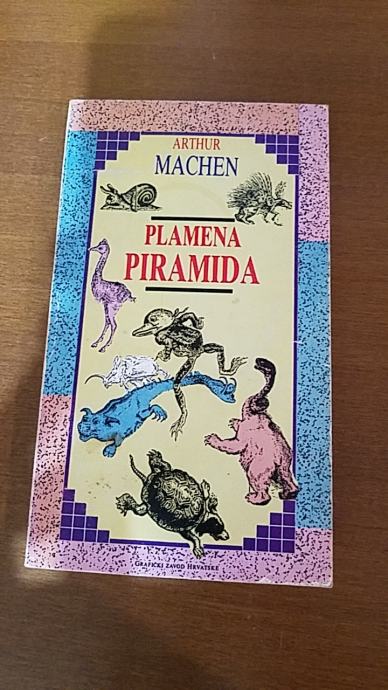 ARTHUR
MACHEN
PLAMENA
PIRAMIDA
GRAFIČKI ZAVOD HRVATSKE